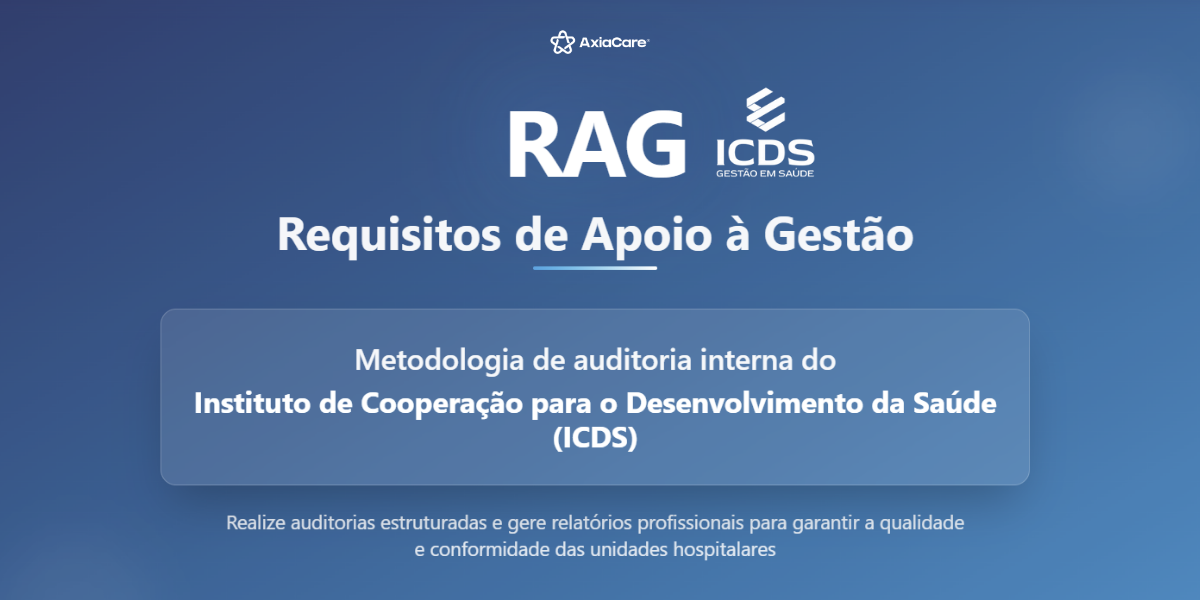 AxiaCare
RAG
ICDS
GESTÃO EM SAÚDE
Requisitos de Apoio à Gestão
Metodologia de auditoria interna do
Instituto de Cooperação para o Desenvolvimento da Saúde
(ICDS)
Realize auditorias estruturadas e gere relatórios profissionais para garantir a qualidade
e conformidade das unidades hospitalares